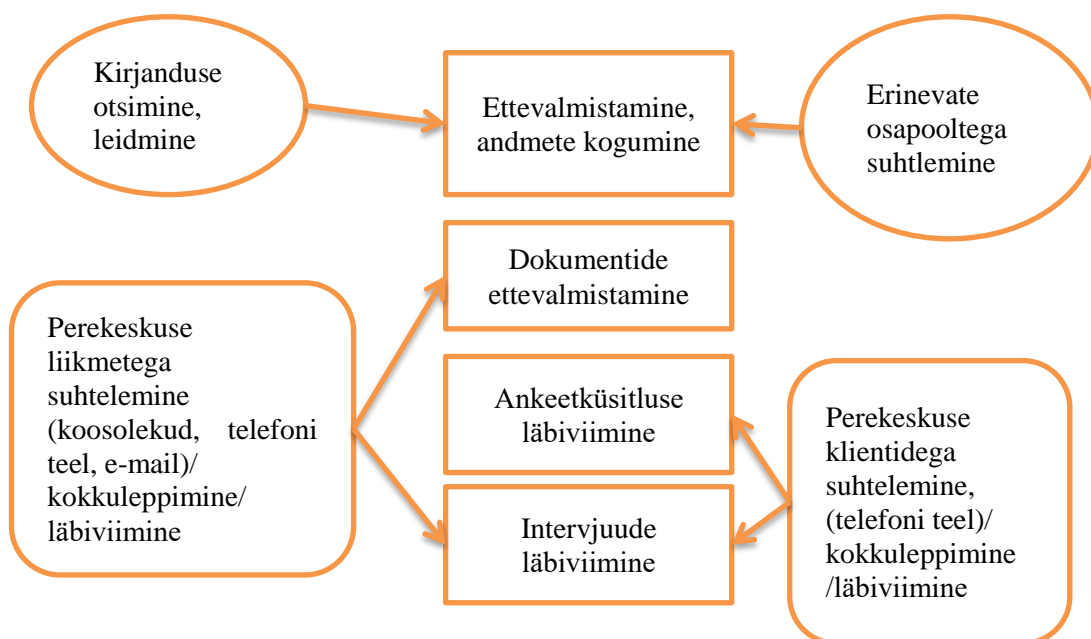 Kirjanduse
otsimine,
leidmine
Ettevalmistamine,
andmete kogumine
Erinevate
osapooltega
suhtlemine
Dokumentide
ettevalmistamine
Perekeskuse
liikmetega
suhtelemine
(koosolekud, telefoni
teel, e-mail)/
kokkuleppimine/
läbiviimine
Ankeetküsitluse
läbiviimine
Intervjuude
läbiviimine
Perekeskuse
klientidega
suhtelemine,
(telefoni teel)/
kokkuleppimine
/läbiviimine